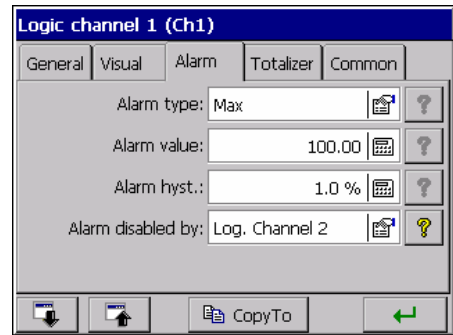 Logic channel 1 (Ch1)
General Visual Alarm Totalizer Common
Alarm type: Max ?
Alarm value: 100.00 ?
Alarm hyst.: 1.0 % ?
Alarm disabled by: Log. Channel 2 ?
CopyTo